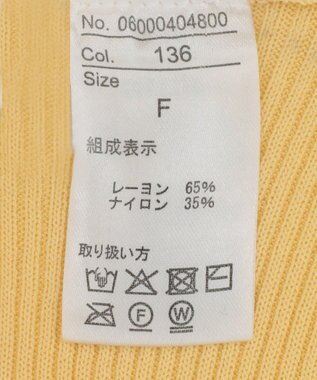 No. 06000404800
Col. 136
Size
F
組成表示
レーヨン 65%
ナイロン 35%
取り扱い方
F W